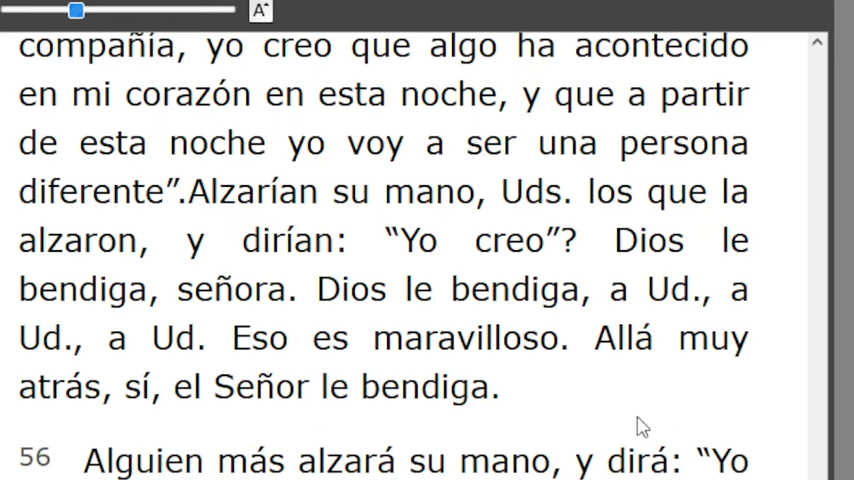 A
compañía, yo creo que algo ha acontecido
en mi corazón en esta noche, y que a partir
de esta noche yo voy a ser una persona
diferente”.Alzarían su mano, Uds. los que la
alzaron, y dirían: “Yo creo”? Dios le
bendiga, señora. Dios le bendiga, a Ud., a
Ud., a Ud. Eso es maravilloso. Allá muy
atrás, sí, el Señor le bendiga.
56 Alguien más alzará su mano, y dirá: “Yo